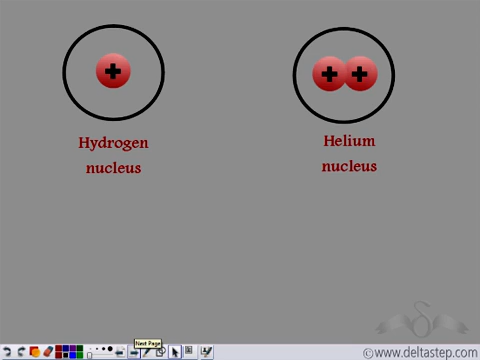 Hydrogen
nucleus
Helium
nucleus
Next Page
© www.deltastep.com